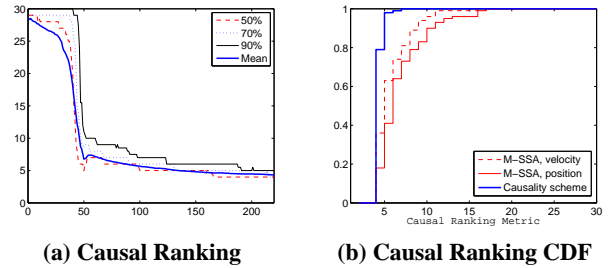 30
25
20
15
10
5
0
0 50 100 150 200
50%
70%
90%
Mean
(a) Causal Ranking
1
0.8
0.6
0.4
0.2
0
5 10 15 20 25 30
Causal Ranking Metric
M-SSA, velocity
M-SSA, position
Causality scheme
(b) Causal Ranking CDF